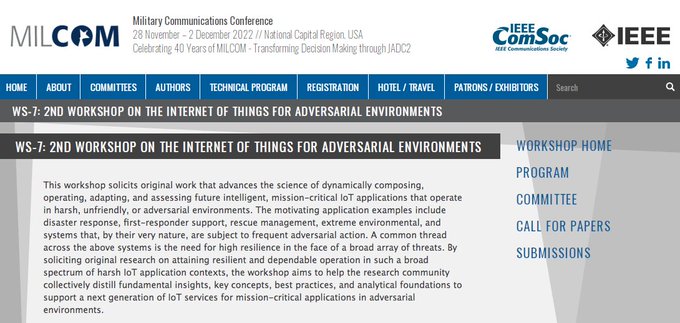 MILCOM
Military Communications Conference
28 November – 2 December 2022 // National Capital Region, USA
Celebrating 40 Years of MILCOM - Transforming Decision Making through JADC2
IEEE
ComSoc
IEEE Communications Society
IEEE
HOME
ABOUT
COMMITTEES
AUTHORS
TECHNICAL PROGRAM
REGISTRATION
HOTEL / TRAVEL
PATRONS / EXHIBITORS
Search
WS-7: 2ND WORKSHOP ON THE INTERNET OF THINGS FOR ADVERSARIAL ENVIRONMENTS
WS-7: 2ND WORKSHOP ON THE INTERNET OF THINGS FOR ADVERSARIAL ENVIRONMENTS
This workshop solicits original work that advances the science of dynamically composing,
operating, adapting, and assessing future intelligent, mission-critical IoT applications that operate
in harsh, unfriendly, or adversarial environments. The motivating application examples include
disaster response, first-responder support, rescue management, extreme environmental, and
systems that, by their very nature, are subject to frequent adversarial action. A common thread
across the above systems is the need for high resilience in the face of a broad array of threats. By
soliciting original research on attaining resilient and dependable operation in such a broad
spectrum of harsh IoT application contexts, the workshop aims to help the research community
collectively distill fundamental insights, key concepts, best practices, and analytical foundations to
support a next generation of IoT services for mission-critical applications in adversarial
environments.
WORKSHOP HOME
PROGRAM
COMMITTEE
CALL FOR PAPERS
SUBMISSIONS